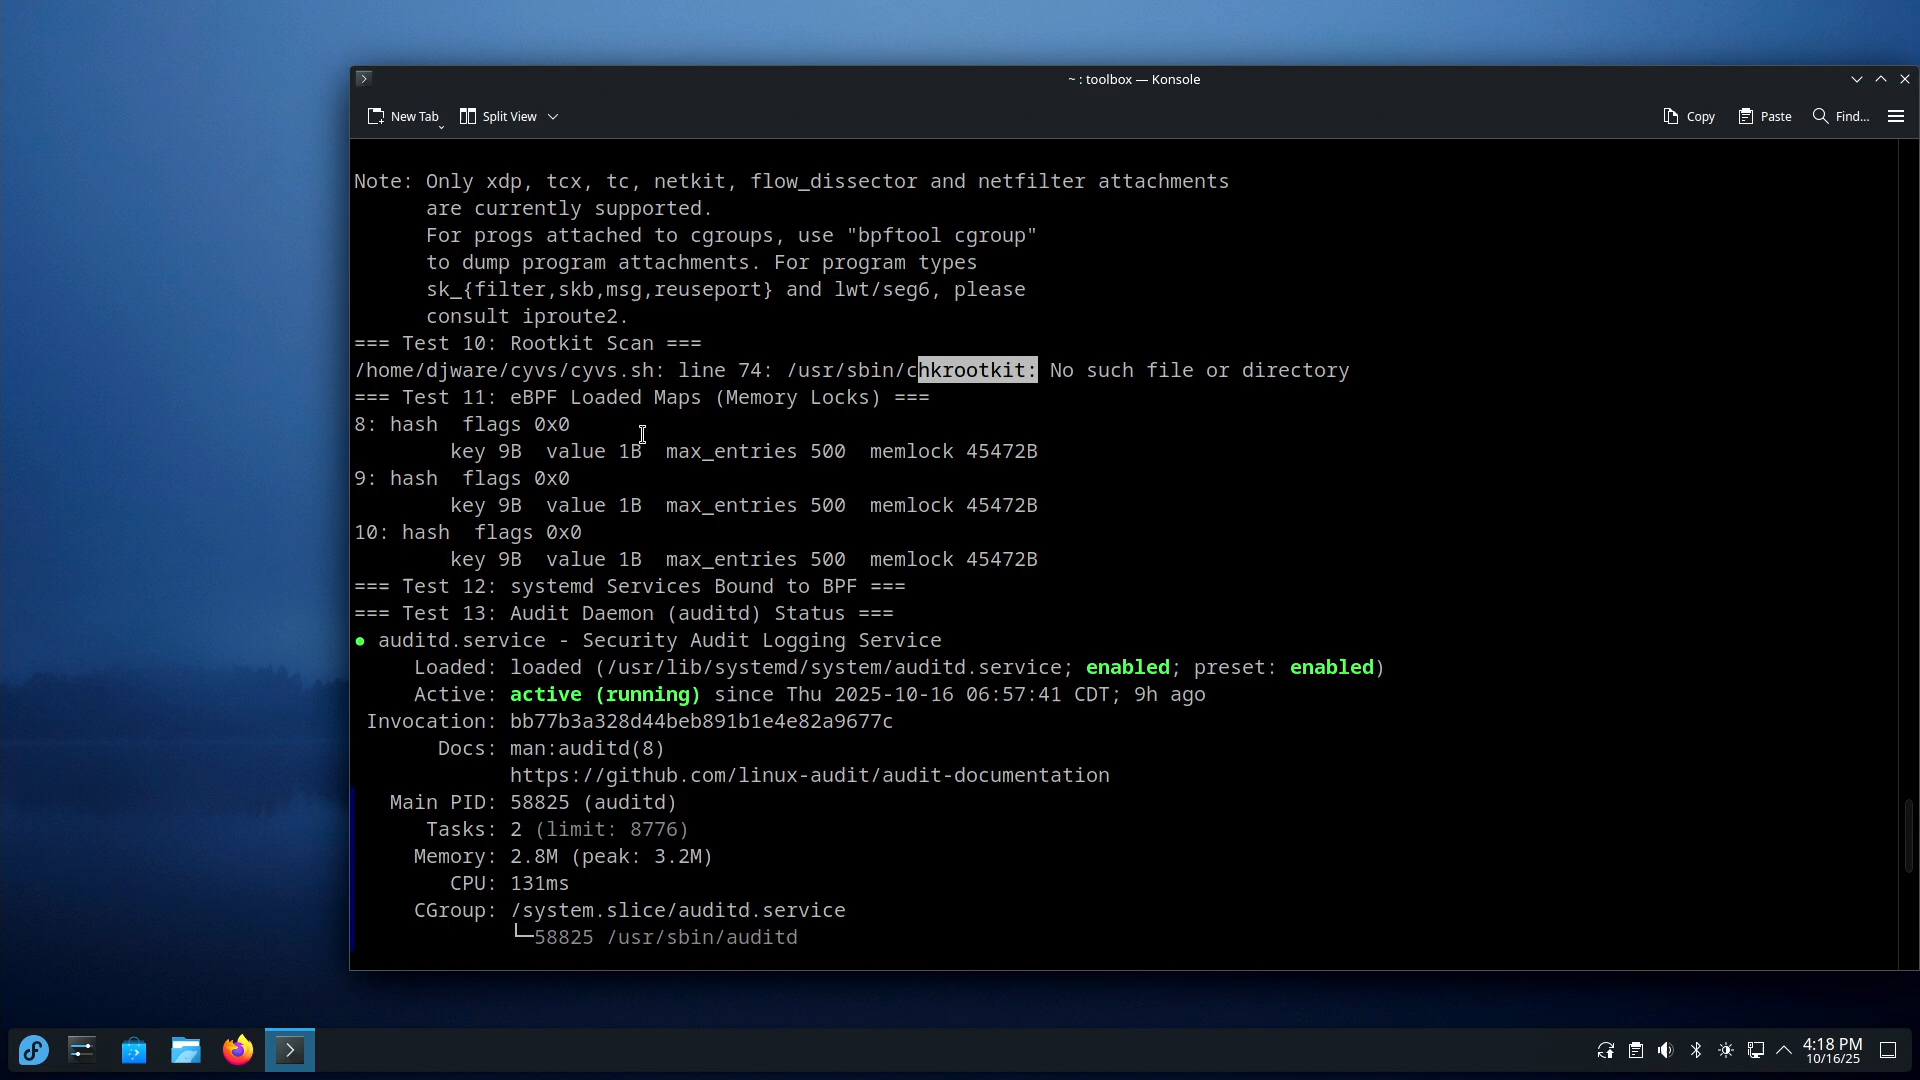 ~ : toolbox — Konsole
New Tab
Split View
Copy
Paste
Find...
Note: Only xdp, tcx, tc, netkit, flow_dissector and netfilter attachments
are currently supported.
For progs attached to cgroups, use "bpftool cgroup"
to dump program attachments. For program types
sk_{filter,skb,msg,reuseport} and lwt/seg6, please
consult iproute2.
=== Test 10: Rootkit Scan ===
/home/djware/cyvs/cyvs.sh: line 74: /usr/sbin/chkrootkit: No such file or directory
=== Test 11: eBPF Loaded Maps (Memory Locks) ===
8: hash  flags 0x0
key 9B  value 1B  max_entries 500  memlock 45472B
9: hash  flags 0x0
key 9B  value 1B  max_entries 500  memlock 45472B
10: hash  flags 0x0
key 9B  value 1B  max_entries 500  memlock 45472B
=== Test 12: systemd Services Bound to BPF ===
=== Test 13: Audit Daemon (auditd) Status ===
● auditd.service - Security Audit Logging Service
Loaded: loaded (/usr/lib/systemd/system/auditd.service; enabled; preset: enabled)
Active: active (running) since Thu 2025-10-16 06:57:41 CDT; 9h ago
Invocation: bb77b3a328d44beb891b1e4e82a9677c
Docs: man:auditd(8)
https://github.com/linux-audit/audit-documentation
Main PID: 58825 (auditd)
Tasks: 2 (limit: 8776)
Memory: 2.8M (peak: 3.2M)
CPU: 131ms
CGroup: /system.slice/auditd.service
└─58825 /usr/sbin/auditd
4:18 PM
10/16/25